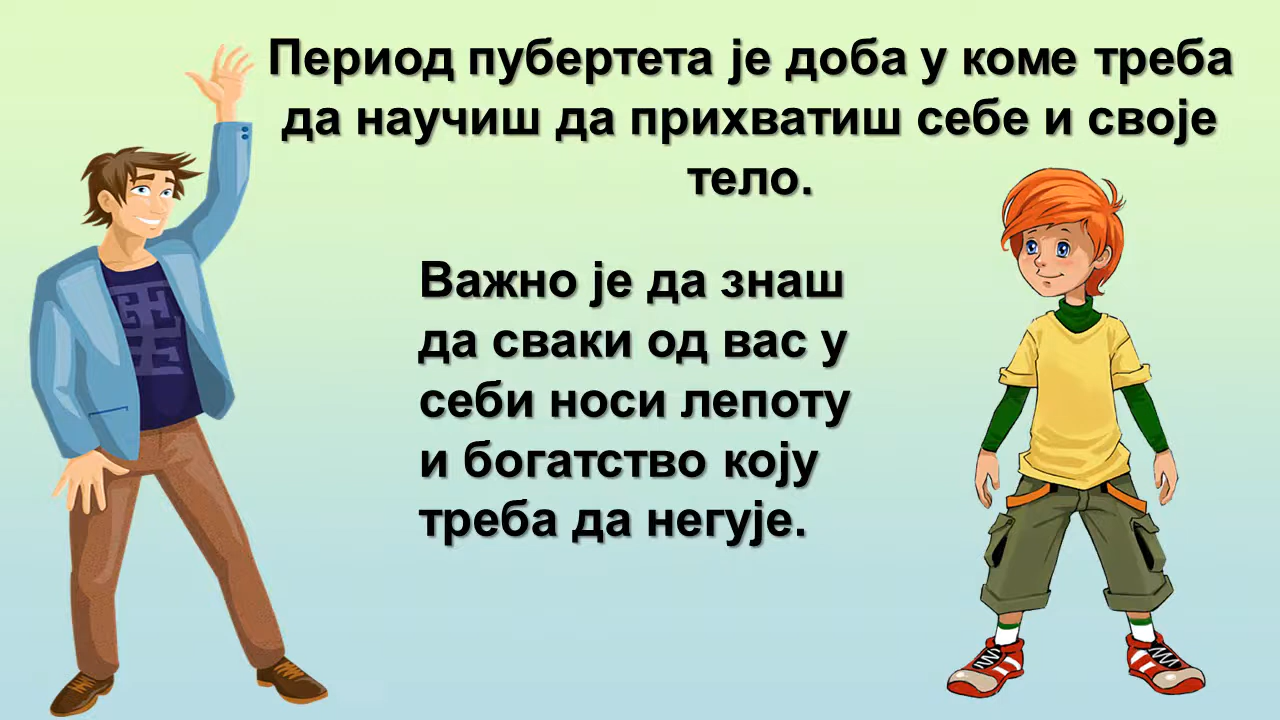 Период пубертета је доба у коме треба
да научиш да прихватиш себе и своје
тело.
Важно је да знаш
да сваки од вас у
себи носи лепоту
и богатство коју
треба да негује.